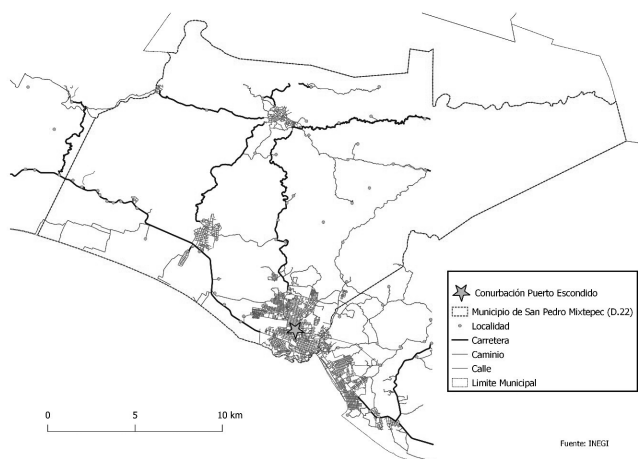 Conurbación Puerto Escondido
Municipio de San Pedro Mixtepec (D.22)
Localidad
Carretera
Caminio
Calle
Limite Municipal
0 5 10 km
Fuente: INEGI